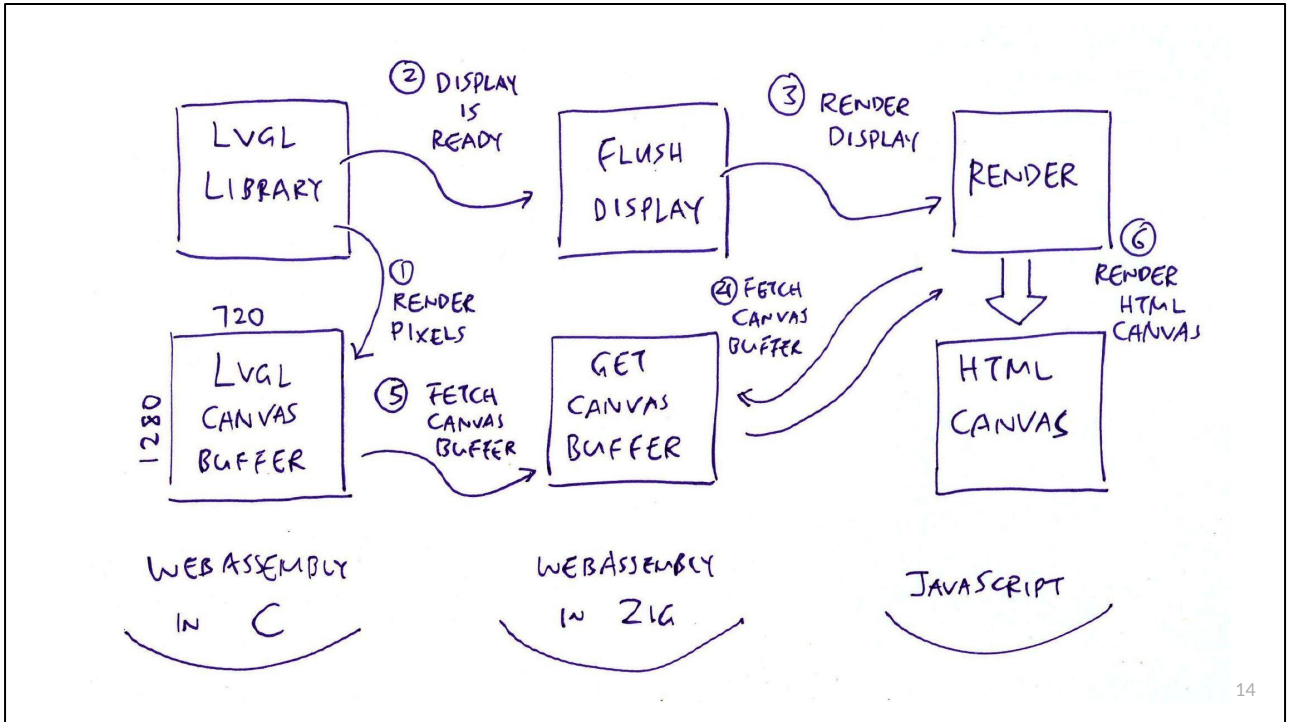 ② DISPLAY
IS
READY
③ RENDER
DISPLAY
LVGL
LIBRARY
FLUSH
DISPLAY
RENDER
①
RENDER
PIXELS
④ FETCH
CANVAS
BUFFER
⑥
RENDER
HTML
CANVAS
720
1280
LVGL
CANVAS
BUFFER
⑤ FETCH
CANVAS
BUFFER
GET
CANVAS
BUFFER
HTML
CANVAS
WEBASSEMBLY
IN C
WEBASSEMBLY
IN ZIG
JAVASCRIPT
14